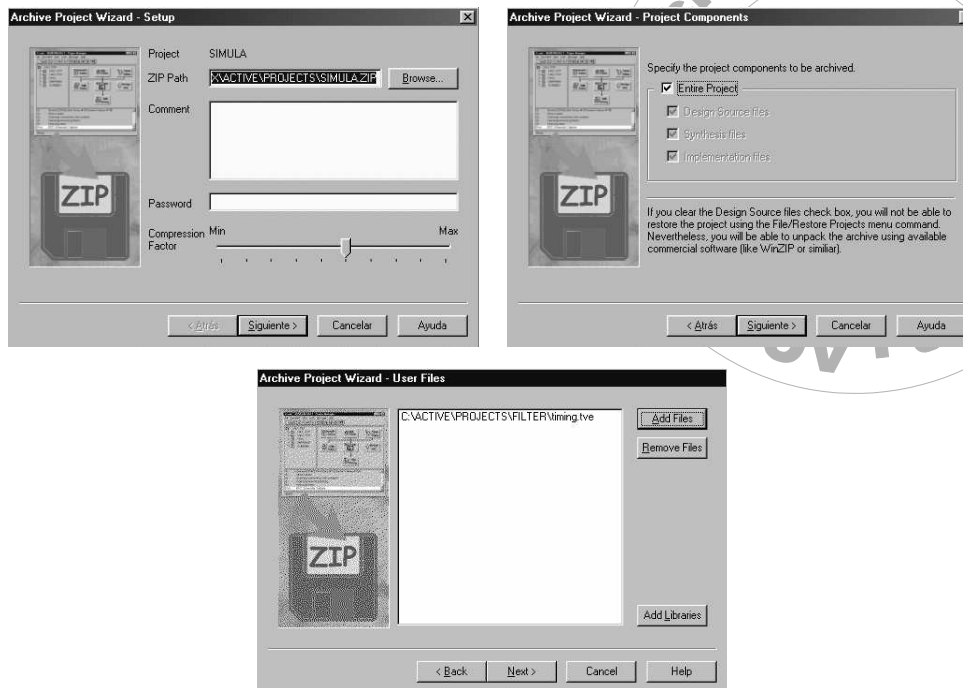 Archive Project Wizard - Setup
Project SIMULA
ZIP Path X\ACTIVE\PROJECTS\SIMULA.ZIP Browse...
Comment
Password
Compression Factor Min Max
ZIP
< Atrás Siguiente > Cancelar Ayuda
Archive Project Wizard - Project Components
Specify the project components to be archived.
Entire Project
Design Source files
Synthesis files
Implementation files
ZIP
If you clear the Design Source files check box, you will not be able to
restore the project using the File/Restore Projects menu command.
Nevertheless, you will be able to unpack the archive using available
commercial software (like WinZIP or similiar).
< Atrás Siguiente > Cancelar Ayuda
Archive Project Wizard - User Files
C:\ACTIVE\PROJECTS\FILTER\timing.tve
Add Files
Remove Files
ZIP
Add Libraries
< Back Next > Cancel Help